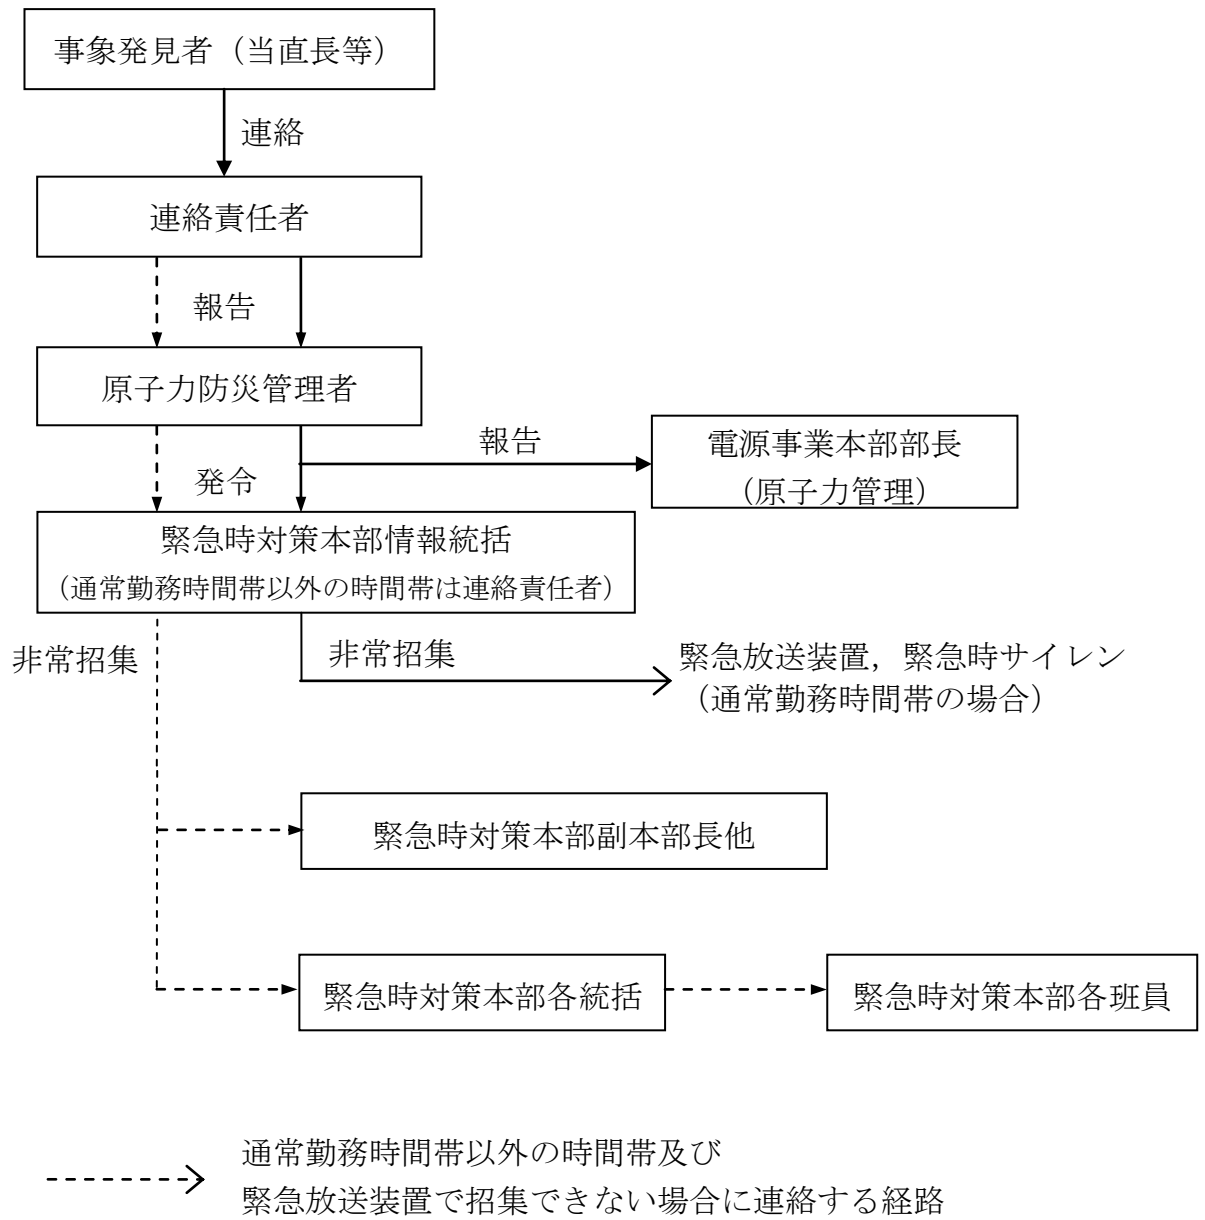 事象発見者（当直長等）
連絡
連絡責任者
報告
原子力防災管理者
報告
電源事業本部部長
（原子力管理）
発令
緊急時対策本部情報統括
（通常勤務時間帯以外の時間帯は連絡責任者）
非常招集
非常招集
緊急放送装置，緊急時サイレン
（通常勤務時間帯の場合）
緊急時対策本部副本部長他
緊急時対策本部各統括
緊急時対策本部各班員
通常勤務時間帯以外の時間帯及び
緊急放送装置で招集できない場合に連絡する経路